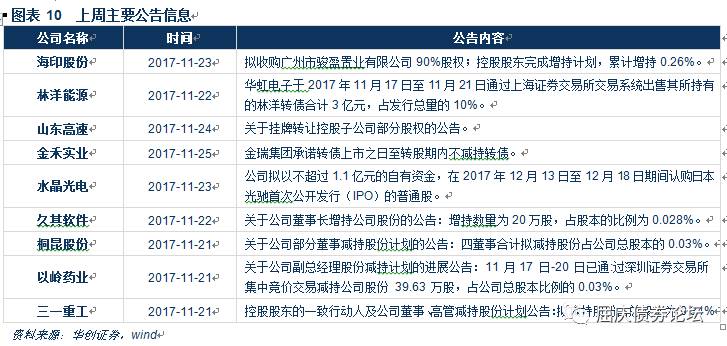 图表 10 上周主要公告信息
公司名称 时间 公告内容
海印股份 2017-11-23 拟收购广州市骏盈置业有限公司 90%股权；控股股东完成增持计划，累计增持 0.26%。
林洋能源 2017-11-22 华虹电子于 2017 年 11 月 17 日至 11 月 21 日通过上海证券交易所交易系统出售其所持有
的林洋转债合计 3 亿元，占发行总量的 10%。
山东高速 2017-11-24 关于挂牌转让控股子公司部分股权的公告。
金禾实业 2017-11-25 金瑞集团承诺转债上市之日至转股期内不减持转债。
水晶光电 2017-11-23 公司拟以不超过 1.1 亿元的自有资金，在 2017 年 12 月 13 日至 12 月 18 日期间认购日本
光驰首次公开发行（IPO）的普通股。
久其软件 2017-11-22 关于公司董事长增持公司股份的公告：增持数量为 20 万股，占股本的比例为 0.028%。
桐昆股份 2017-11-21 关于公司部分董事减持股份计划的公告：四董事合计拟减持股份占公司总股本的 0.03%。
以岭药业 2017-11-21 关于公司副总经理股份减持计划的进展公告：11 月 17 日-20 日已通过深圳证券交易所
集中竞价交易减持公司股份 39.63 万股，占公司总股本比例的 0.03%。
三一重工 2017-11-21 控股股东的一致行动人及公司董事、高管减持股份计划公告：拟
屈庆债券论坛
资料来源：华创证券，wind